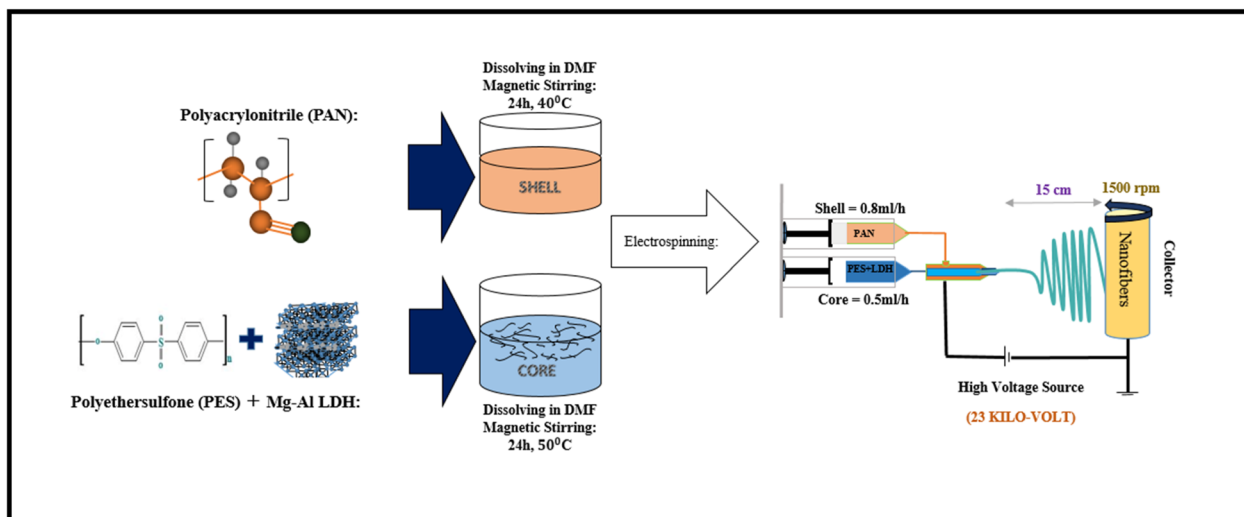 Dissolving in DMF
Magnetic Stirring:
24h, 40⁰C
Polyacrylonitrile (PAN):
SHELL
Electrospinning:
O
O
S
O
n
CORE
Polyethersulfone (PES) + Mg-Al LDH:
Dissolving in DMF
Magnetic Stirring:
24h, 50⁰C
Shell = 0.8ml/h
PAN
PES+LDH
Core = 0.5ml/h
15 cm
1500 rpm
Nanofibers
Collector
High Voltage Source
(23 KILO-VOLT)